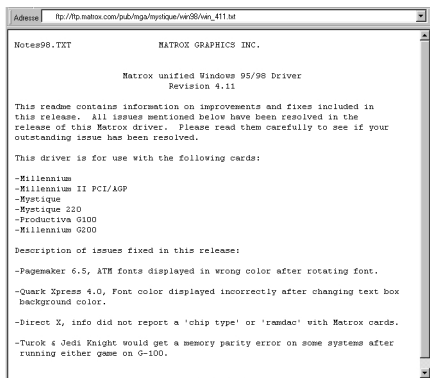 Adresse ftp://ftp.matrox.com/pub/mga/mystique/win98/win_411.txt
Notes98.TXT MATROX GRAPHICS INC.
Matrox unified Windows 95/98 Driver
Revision 4.11
This readme contains information on improvements and fixes included in
this release. All issues mentioned below have been resolved in the
release of this Matrox driver. Please read them carefully to see if your
outstanding issue has been resolved.
This driver is for use with the following cards:
-Millennium
-Millennium II PCI/AGP
-Mystique
-Mystique 220
-Productiva G100
-Millennium G200
Description of issues fixed in this release:
-Pagemaker 6.5, ATM fonts displayed in wrong color after rotating font.
-Quark Xpress 4.0, Font color displayed incorrectly after changing text box
background color.
-Direct X, info did not report a 'chip type' or 'ramdac' with Matrox cards.
-Turok & Jedi Knight would get a memory parity error on some systems after
running either game on G-100.